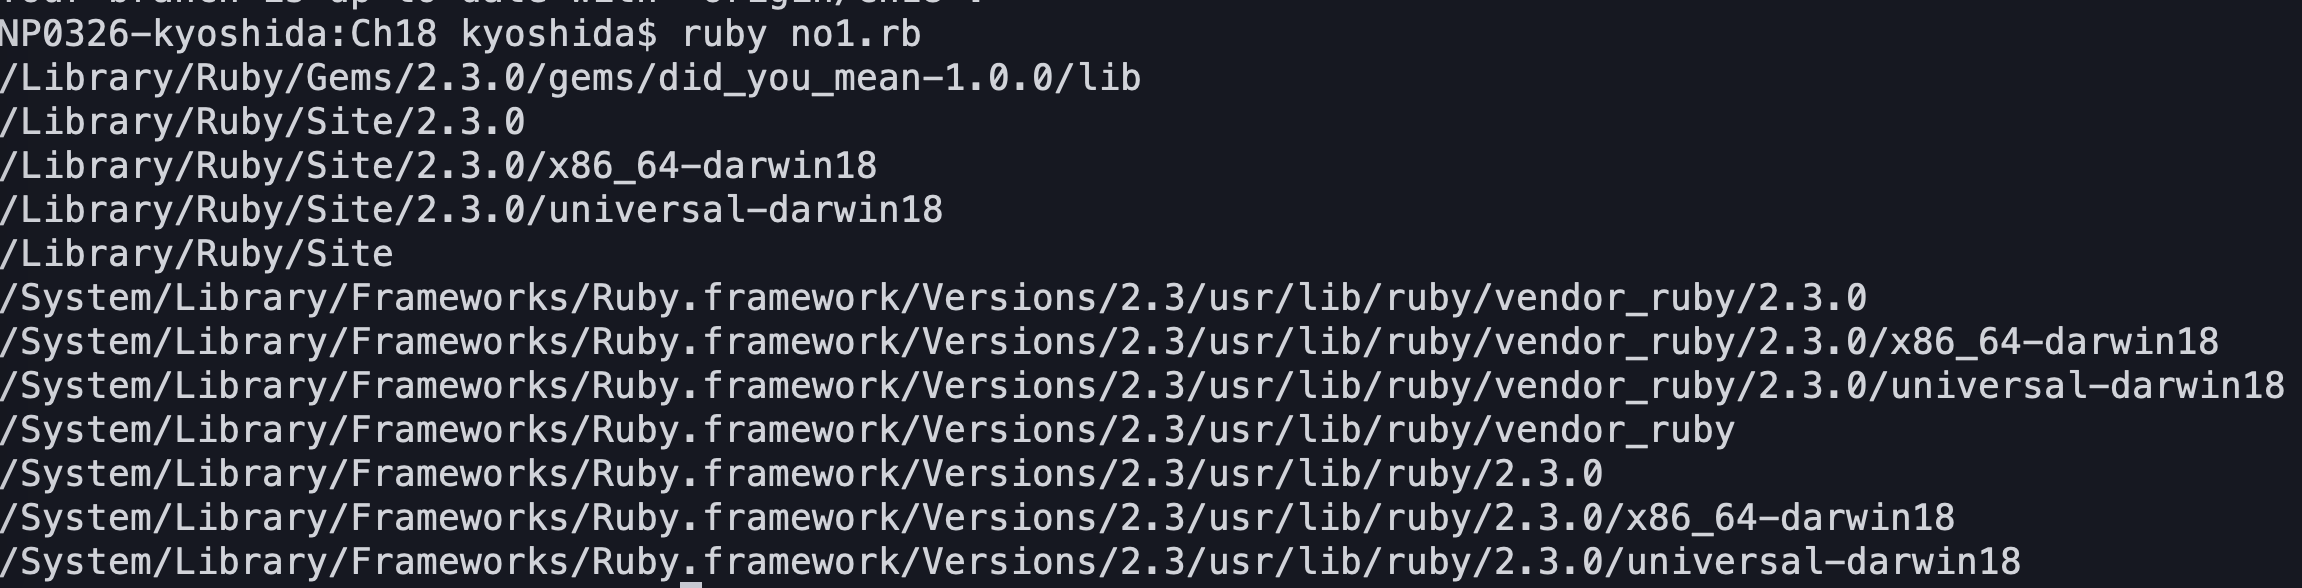 NP0326-kyoshida:Ch18 kyoshida$ ruby no1.rb
/Library/Ruby/Gems/2.3.0/gems/did_you_mean-1.0.0/lib
/Library/Ruby/Site/2.3.0
/Library/Ruby/Site/2.3.0/x86_64-darwin18
/Library/Ruby/Site/2.3.0/universal-darwin18
/Library/Ruby/Site
/System/Library/Frameworks/Ruby.framework/Versions/2.3/usr/lib/ruby/vendor_ruby/2.3.0
/System/Library/Frameworks/Ruby.framework/Versions/2.3/usr/lib/ruby/vendor_ruby/2.3.0/x86_64-darwin18
/System/Library/Frameworks/Ruby.framework/Versions/2.3/usr/lib/ruby/vendor_ruby/2.3.0/universal-darwin18
/System/Library/Frameworks/Ruby.framework/Versions/2.3/usr/lib/ruby/vendor_ruby
/System/Library/Frameworks/Ruby.framework/Versions/2.3/usr/lib/ruby/2.3.0
/System/Library/Frameworks/Ruby.framework/Versions/2.3/usr/lib/ruby/2.3.0/x86_64-darwin18
/System/Library/Frameworks/Ruby.framework/Versions/2.3/usr/lib/ruby/2.3.0/universal-darwin18